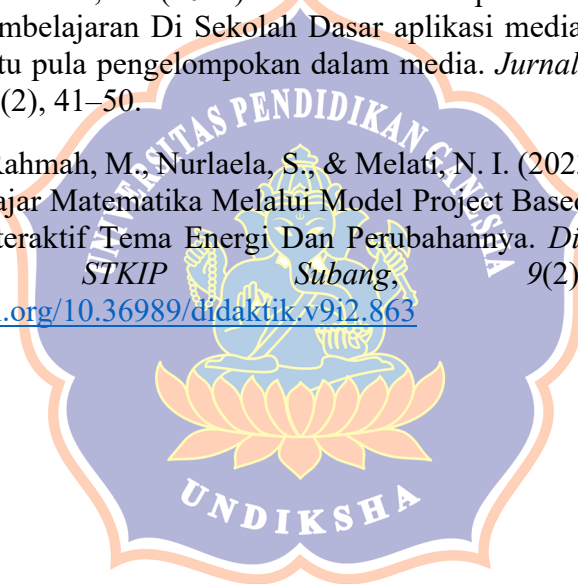 mbelajaran Di Sekolah Dasar aplikasi media
tu pula pengelompokan dalam media. Jurnal
(2), 41–50.
UNIVERSITAS PENDIDIKAN GANESHA
Rahmah, M., Nurlaela, S., & Melati, N. I. (202
ajar Matematika Melalui Model Project Based
teraktif Tema Energi Dan Perubahannya. Di
STKIP Subang, 9(2)
.org/10.36989/didaktik.v9i2.863
UNDIKSHA